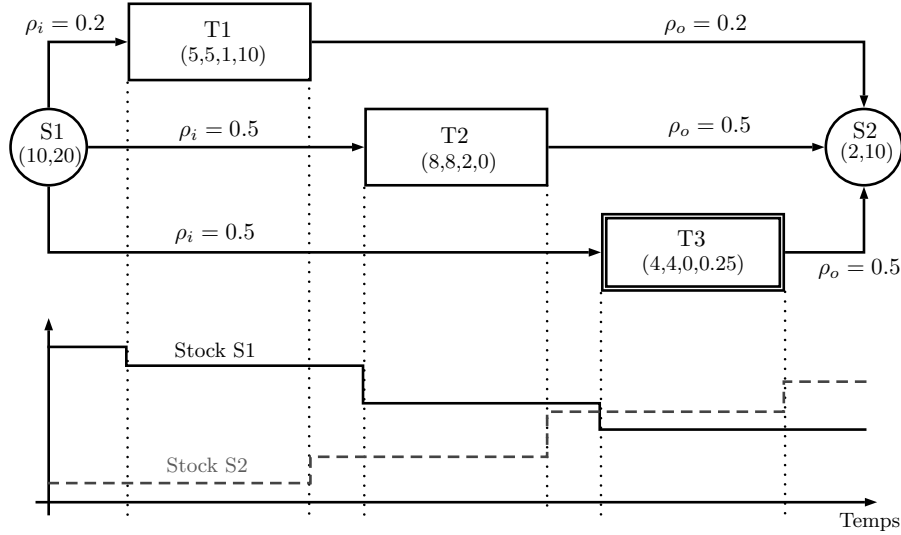 ρi = 0.2
T1
(5,5,1,10)
ρo = 0.2
S1
(10,20)
ρi = 0.5
T2
(8,8,2,0)
ρo = 0.5
S2
(2,10)
ρi = 0.5
T3
(4,4,0,0.25)
ρo = 0.5
Stock S1
Stock S2
Temps